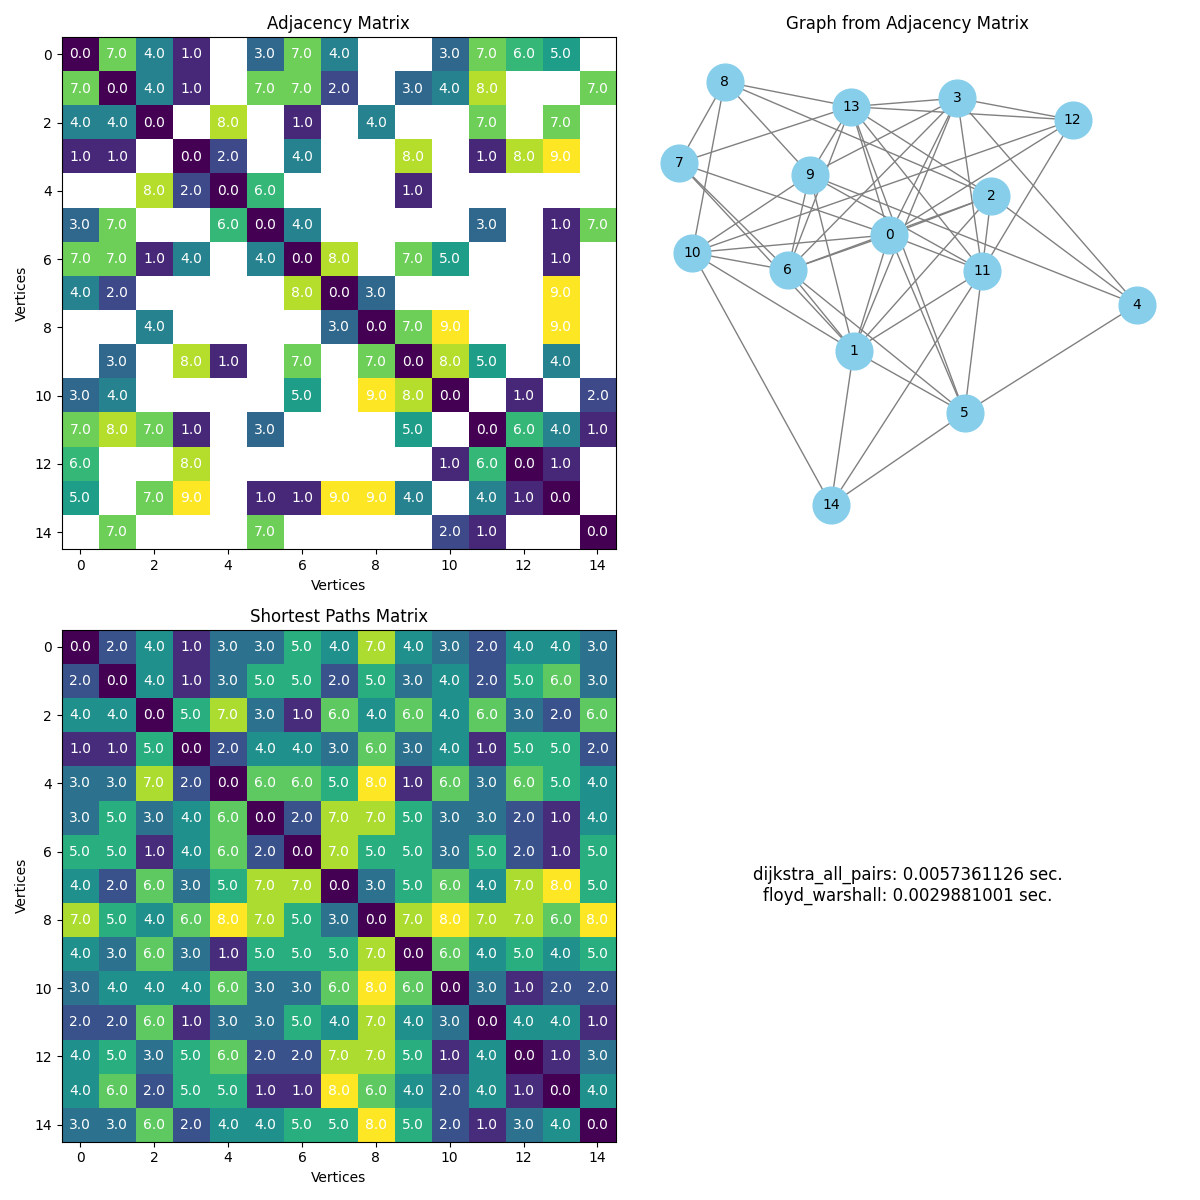 Adjacency Matrix
0 0.0 7.0 4.0 1.0 3.0 7.0 4.0 3.0 7.0 6.0 5.0
7.0 0.0 4.0 1.0 7.0 7.0 2.0 3.0 4.0 8.0 7.0
2 4.0 4.0 0.0 8.0 1.0 4.0 7.0 7.0
1.0 1.0 0.0 2.0 4.0 8.0 1.0 8.0 9.0
4 8.0 2.0 0.0 6.0 1.0
3.0 7.0 6.0 0.0 4.0 3.0 1.0 7.0
6 7.0 7.0 1.0 4.0 4.0 0.0 8.0 7.0 5.0 1.0
4.0 2.0 8.0 0.0 3.0 9.0
8 4.0 3.0 0.0 7.0 9.0 9.0
3.0 8.0 1.0 7.0 7.0 0.0 8.0 5.0 4.0
10 3.0 4.0 5.0 9.0 8.0 0.0 1.0 2.0
7.0 8.0 7.0 1.0 3.0 5.0 0.0 6.0 4.0 1.0
12 6.0 8.0 1.0 6.0 0.0 1.0
5.0 7.0 9.0 1.0 1.0 9.0 9.0 4.0 4.0 1.0 0.0
14 7.0 7.0 2.0 1.0 0.0
0 2 4 6 8 10 12 14
Vertices
Vertices
Graph from Adjacency Matrix
8
13
3
12
7
9
2
0
10
6
11
4
1
5
14
Shortest Paths Matrix
0 0.0 2.0 4.0 1.0 3.0 3.0 5.0 4.0 7.0 4.0 3.0 2.0 4.0 4.0 3.0
2.0 0.0 4.0 1.0 3.0 5.0 5.0 2.0 5.0 3.0 4.0 2.0 5.0 6.0 3.0
2 4.0 4.0 0.0 5.0 7.0 3.0 1.0 6.0 4.0 6.0 4.0 6.0 3.0 2.0 6.0
1.0 1.0 5.0 0.0 2.0 4.0 4.0 3.0 6.0 3.0 4.0 1.0 5.0 5.0 2.0
4 3.0 3.0 7.0 2.0 0.0 6.0 6.0 5.0 8.0 1.0 6.0 3.0 6.0 5.0 4.0
3.0 5.0 3.0 4.0 6.0 0.0 2.0 7.0 7.0 5.0 3.0 3.0 2.0 1.0 4.0
6 5.0 5.0 1.0 4.0 6.0 2.0 0.0 7.0 5.0 5.0 3.0 5.0 2.0 1.0 5.0
4.0 2.0 6.0 3.0 5.0 7.0 7.0 0.0 3.0 5.0 6.0 4.0 7.0 8.0 5.0
8 7.0 5.0 4.0 6.0 8.0 7.0 5.0 3.0 0.0 7.0 8.0 7.0 7.0 6.0 8.0
4.0 3.0 6.0 3.0 1.0 5.0 5.0 5.0 7.0 0.0 6.0 4.0 5.0 4.0 5.0
10 3.0 4.0 4.0 4.0 6.0 3.0 3.0 6.0 8.0 6.0 0.0 3.0 1.0 2.0 2.0
2.0 2.0 6.0 1.0 3.0 3.0 5.0 4.0 7.0 4.0 3.0 0.0 4.0 4.0 1.0
12 4.0 5.0 3.0 5.0 6.0 2.0 2.0 7.0 7.0 5.0 1.0 4.0 0.0 1.0 3.0
4.0 6.0 2.0 5.0 5.0 1.0 1.0 8.0 6.0 4.0 2.0 4.0 1.0 0.0 4.0
14 3.0 3.0 6.0 2.0 4.0 4.0 5.0 5.0 8.0 5.0 2.0 1.0 3.0 4.0 0.0
0 2 4 6 8 10 12 14
Vertices
Vertices
dijkstra_all_pairs: 0.0057361126 sec.
floyd_warshall: 0.0029881001 sec.